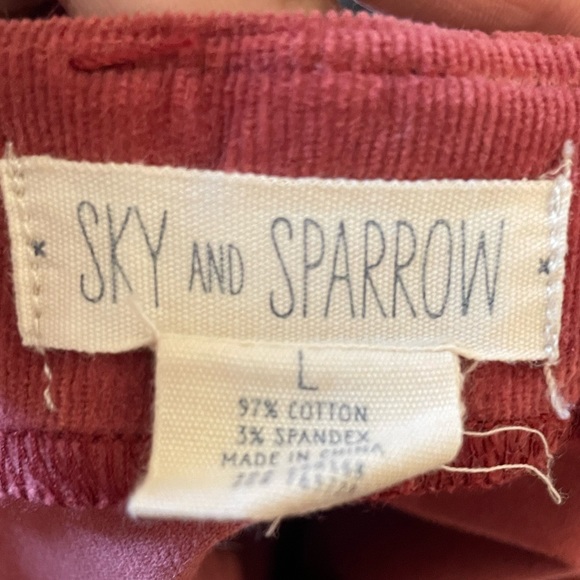 SKY AND SPARROW
L
97% COTTON
3% SPANDEX
MADE IN CHINA